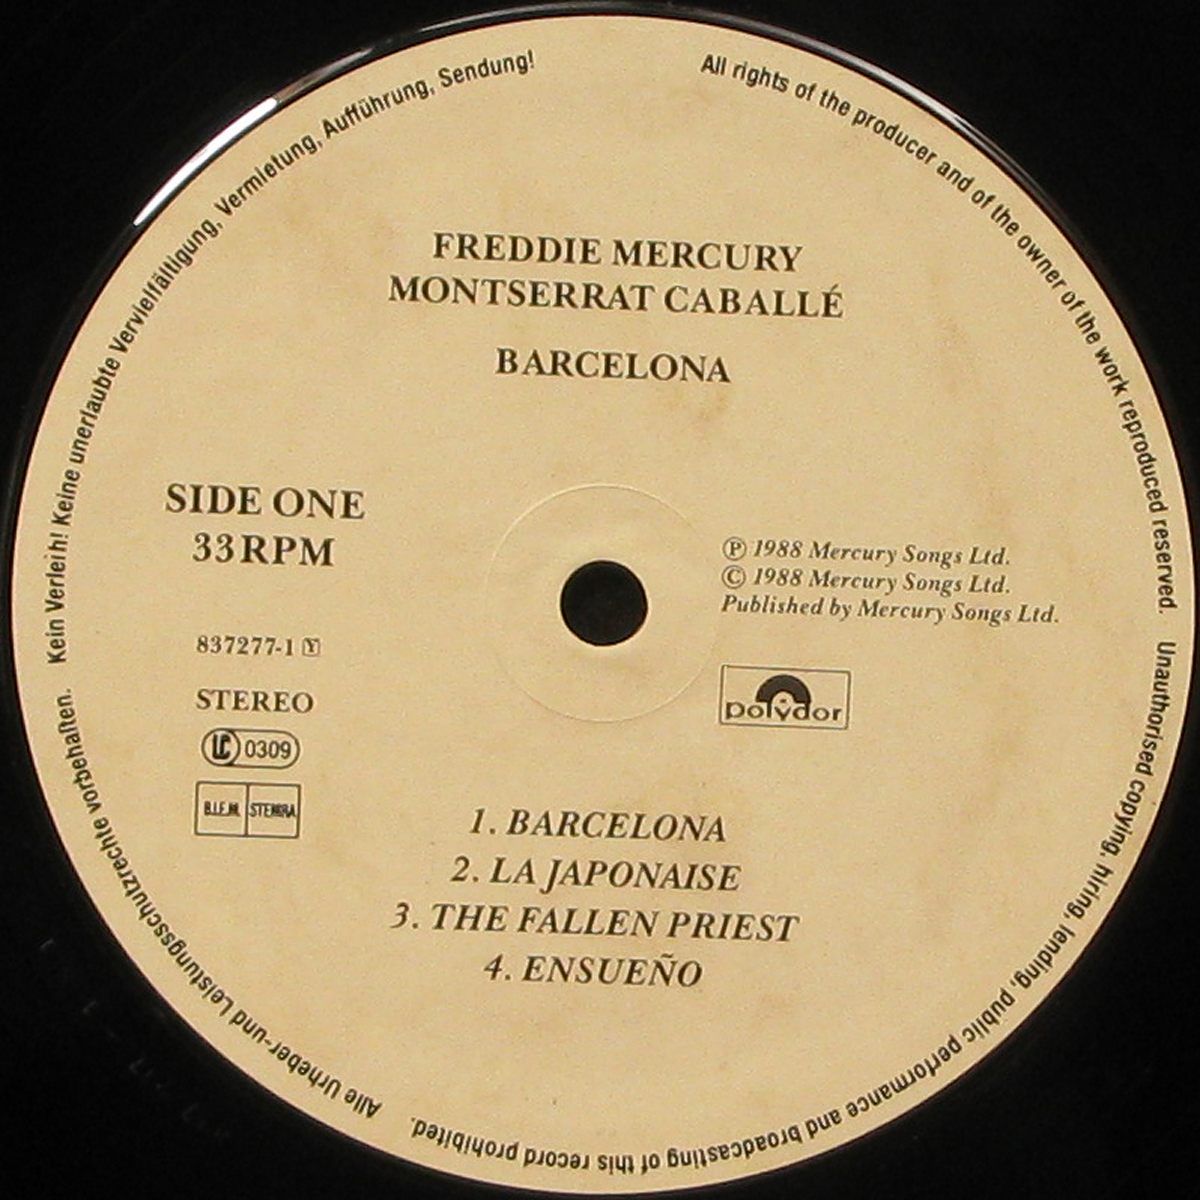 FREDDIE MERCURY
MONTSERRAT CABALLÉ
BARCELONA
SIDE ONE
33 RPM
837277-1 Y
STEREO
LC 0309
B.I.E.M. STEMRA
℗ 1988 Mercury Songs Ltd.
© 1988 Mercury Songs Ltd.
Published by Mercury Songs Ltd.
polydor
1. BARCELONA
2. LA JAPONAISE
3. THE FALLEN PRIEST
4. ENSUEÑO
All rights of the producer and of the owner of the work reproduced reserved. Unauthorised copying, hiring, lending, public performance and broadcasting of this record prohibited.
Alle Urheber-und Leistungsschutzrechte vorbehalten. Kein Verleih! Keine unerlaubte Vervielfältigung, Vermietung, Aufführung, Sendung!